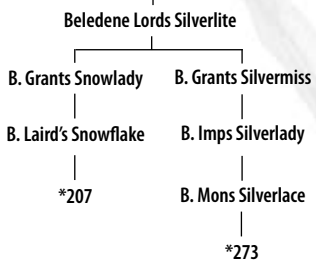 Beledene Lords Silverlite
B. Grants Snowlady B. Grants Silvermiss
B. Laird’s Snowflake B. Imps Silverlady
*207 B. Mons Silverlace
*273